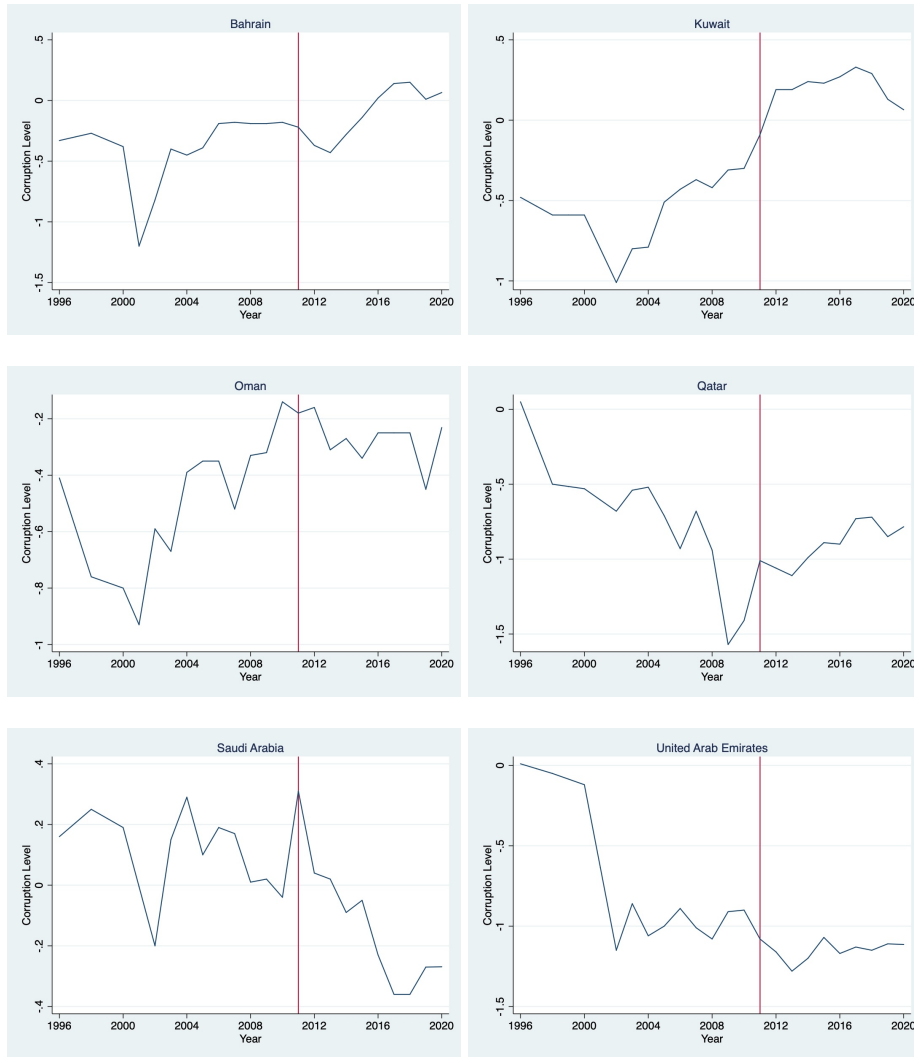 Bahrain
.5
0
-.5
-1
-1.5
Corruption Level
1996 2000 2004 2008 2012 2016 2020
Year
Kuwait
.5
0
-.5
-1
Corruption Level
1996 2000 2004 2008 2012 2016 2020
Year
Oman
-.2
-.4
-.6
-.8
-1
Corruption Level
1996 2000 2004 2008 2012 2016 2020
Year
Qatar
0
-.5
-1
-1.5
Corruption Level
1996 2000 2004 2008 2012 2016 2020
Year
Saudi Arabia
.4
.2
0
-.2
-.4
Corruption Level
1996 2000 2004 2008 2012 2016 2020
Year
United Arab Emirates
0
-.5
-1
-1.5
Corruption Level
1996 2000 2004 2008 2012 2016 2020
Year